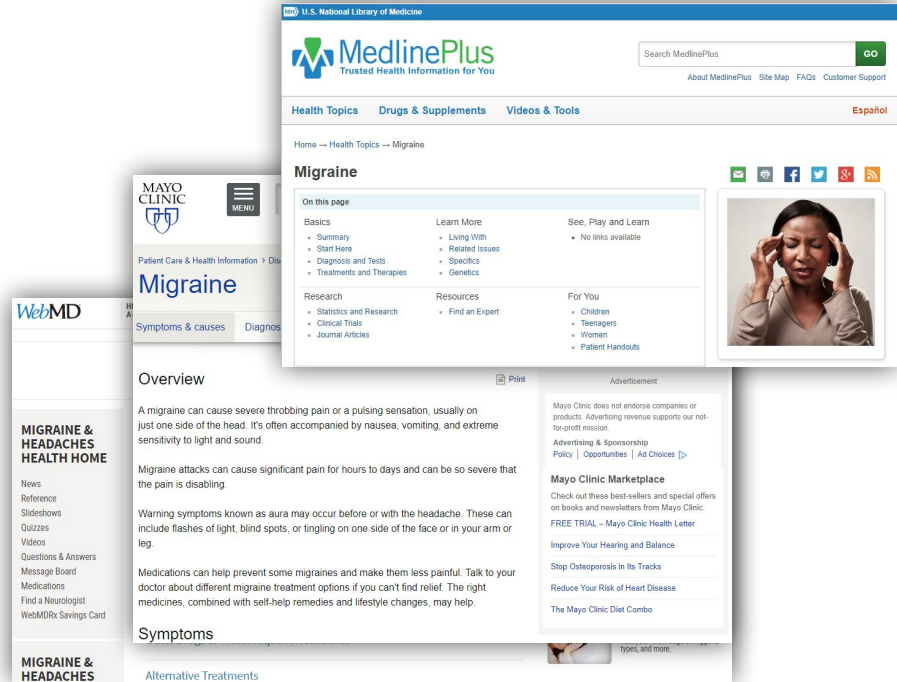 NIH U.S. National Library of Medicine
MedlinePlus
Trusted Health Information for You
Search MedlinePlus
GO
About MedlinePlus Site Map FAQs Customer Support
Health Topics Drugs & Supplements Videos & Tools
Español
Home → Health Topics → Migraine
Migraine
On this page
Basics
Summary
Start Here
Diagnosis and Tests
Treatments and Therapies
Learn More
Living With
Related Issues
Specifics
Genetics
See, Play and Learn
No links available
Research
Statistics and Research
Clinical Trials
Journal Articles
Resources
Find an Expert
For You
Children
Teenagers
Women
Patient Handouts
MAYO
CLINIC
MENU
Patient Care & Health Information >
Migraine
Symptoms & causes
Overview
Print
A migraine can cause severe throbbing pain or a pulsing sensation, usually on
just one side of the head. It's often accompanied by nausea, vomiting, and extreme
sensitivity to light and sound.
Migraine attacks can cause significant pain for hours to days and can be so severe that
the pain is disabling.
Warning symptoms known as aura may occur before or with the headache. These can
include flashes of light, blind spots, or tingling on one side of the face or in your arm or
leg.
Medications can help prevent some migraines and make them less painful. Talk to your
doctor about different migraine treatment options if you can't find relief. The right
medicines, combined with self-help remedies and lifestyle changes, may help.
Symptoms
Advertisement
Mayo Clinic does not endorse companies or
products. Advertising revenue supports our not-
for-profit mission.
Advertising & Sponsorship
Policy | Opportunities | Ad Choices
Mayo Clinic Marketplace
Check out these best-sellers and special offers
on books and newsletters from Mayo Clinic.
FREE TRIAL – Mayo Clinic Health Letter
Improve Your Hearing and Balance
Stop Osteoporosis in Its Tracks
Reduce Your Risk of Heart Disease
The Mayo Clinic Diet Combo
WebMD
MIGRAINE &
HEADACHES
HEALTH HOME
News
Reference
Slideshows
Quizzes
Videos
Questions & Answers
Message Board
Medications
Find a Neurologist
WebMDRx Savings Card
MIGRAINE &
HEADACHES
types, and more.
Alternative Treatments